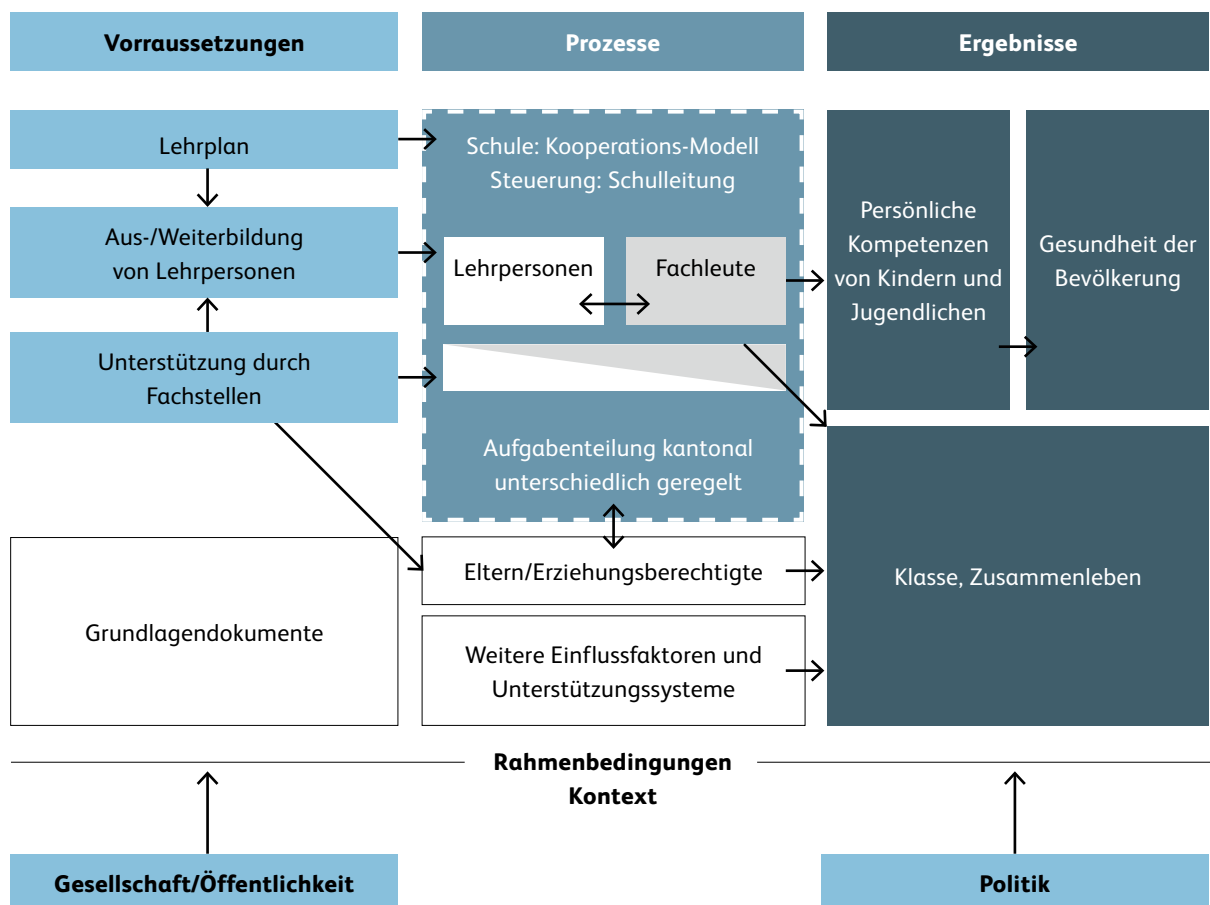 Vorraussetzungen
Prozesse
Ergebnisse
Lehrplan
Aus-/Weiterbildung
von Lehrpersonen
Unterstützung durch
Fachstellen
Grundlagendokumente
Schule: Kooperations-Modell
Steuerung: Schulleitung
Lehrpersonen
Fachleute
Aufgabenteilung kantonal
unterschiedlich geregelt
Eltern/Erziehungsberechtigte
Weitere Einflussfaktoren und
Unterstützungssysteme
Persönliche
Kompetenzen
von Kindern und
Jugendlichen
Gesundheit der
Bevölkerung
Klasse, Zusammenleben
Rahmenbedingungen
Kontext
Gesellschaft/Öffentlichkeit
Politik